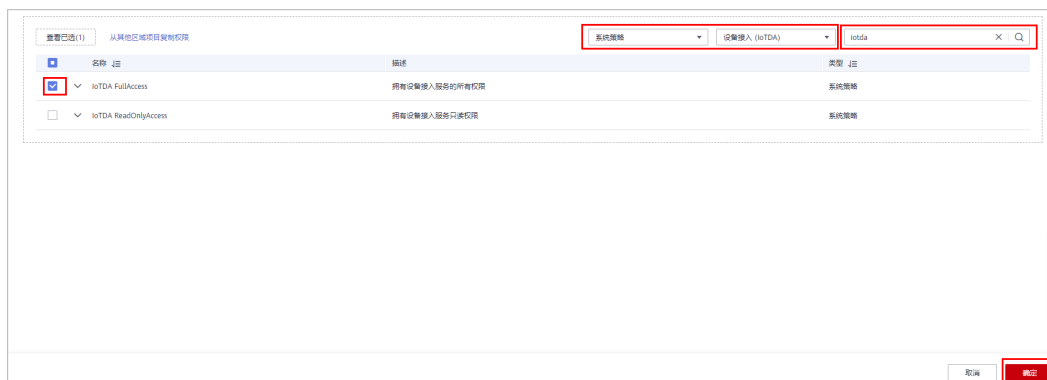 查看已选(1) 从其他区域项目复制权限 系统策略 设备接入 (IoTDA) iotda
名称 描述 类型
IoTDA FullAccess 拥有设备接入服务的所有权限 系统策略
IoTDA ReadOnlyAccess 拥有设备接入服务只读权限 系统策略
取消 确定